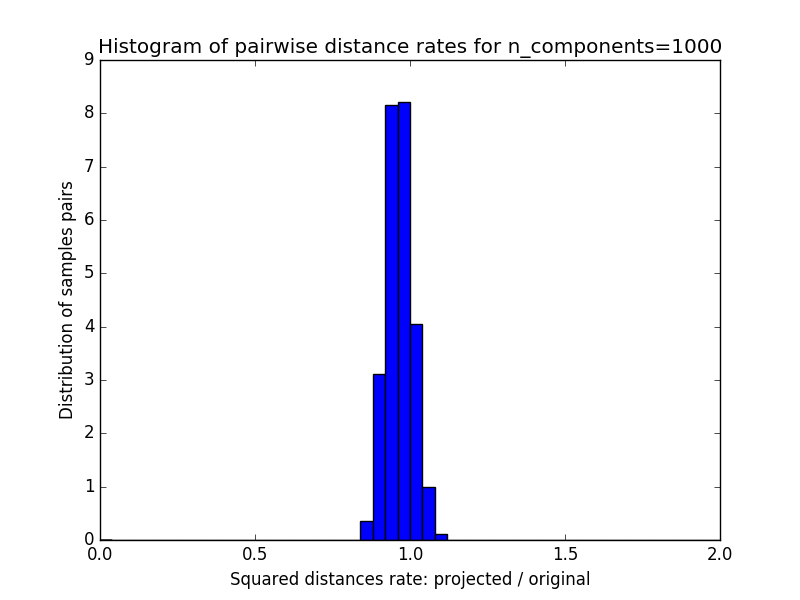 Histogram of pairwise distance rates for n_components=1000
9
8
7
6
5
4
3
2
1
0
Distribution of samples pairs
0.0 0.5 1.0 1.5 2.0
Squared distances rate: projected / original